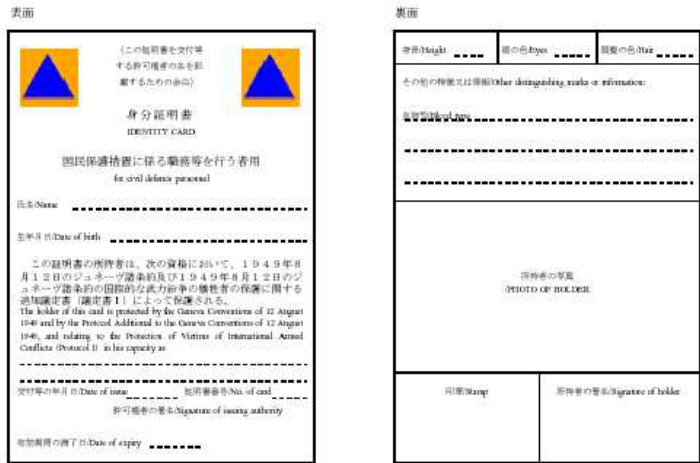 表面
(この証明書を交付等
する許可権者の名を記
載するための余白)
身分証明書
IDENTITY CARD
国民保護措置に係る職務等を行う者用
for civil defence personnel
氏名/Name
生年月日/Date of birth
この証明書の所持者は、次の資格において、1949年8
月12日のジュネーヴ諸条約及び1949年8月12日のジ
ュネーヴ諸条約の国際的な武力紛争の犠牲者の保護に関する
追加議定書(議定書Ⅰ)によって保護される。
The holder of this card is protected by the Geneva Conventions of 12 August
1949 and by the Protocol Additional to the Geneva Conventions of 12 August
1949, and relating to the Protection of Victims of International Armed
Conflicts (Protocol I) in his capacity as
交付等の年月日/Date of issue 証明書番号/No. of card
許可権者の署名/Signature of issuing authority
有効期間の満了日/Date of expiry
裏面
身長/Height 眼の色/Eyes 頭髪の色/Hair
その他の特徴又は情報/Other distinguishing marks or information:
血液型/Blood type
所持者の写真
/PHOTO OF HOLDER
印章/Stamp 所持者の署名/Signature of holder